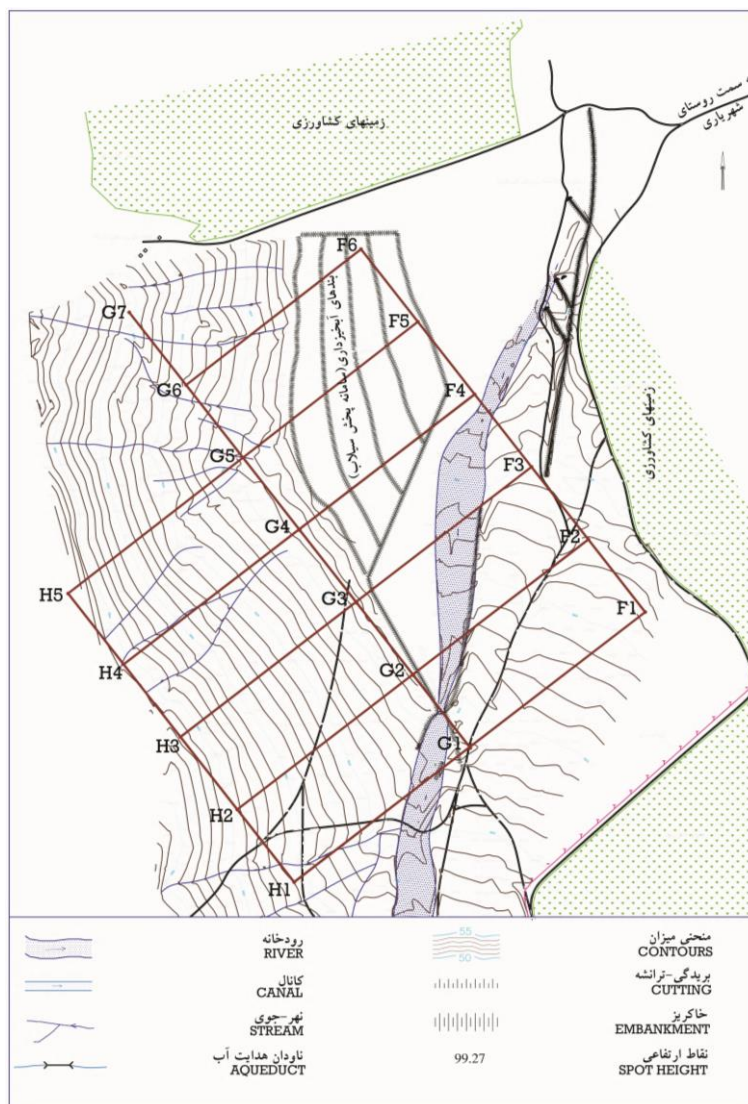 زمینهای کشاورزی
به سمت روستای
شهریاری
F6
بندهای آبخیزداری(سامانه پخش سیلاب)
G7
F5
G6
F4
زمینهای کشاورزی
G5
F3
G4
F2
H5
G3
F1
H4
G2
H3
G1
H2
H1
رودخانه
RIVER
55
50
منحنی میزان
CONTOURS
کانال
CANAL
بریدگی-ترانشه
CUTTING
نهر-جوی
STREAM
خاکریز
EMBANKMENT
ناودان هدایت آب
AQUEDUCT
99.27
نقاط ارتفاعی
SPOT HEIGHT